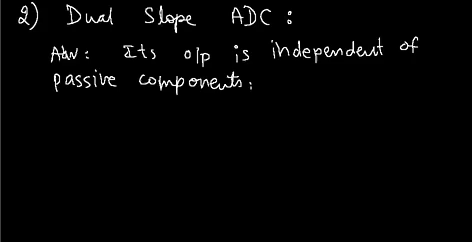 2) Dual Slope ADC :
Adv : Its o/p is independent of
passive components.